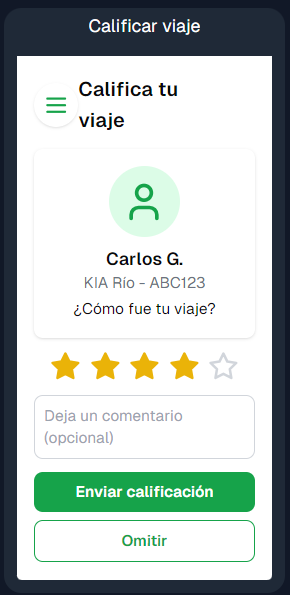 Calificar viaje
Califica tu
viaje
Carlos G.
KIA Río - ABC123
¿Cómo fue tu viaje?
Deja un comentario
(opcional)
Enviar calificación
Omitir